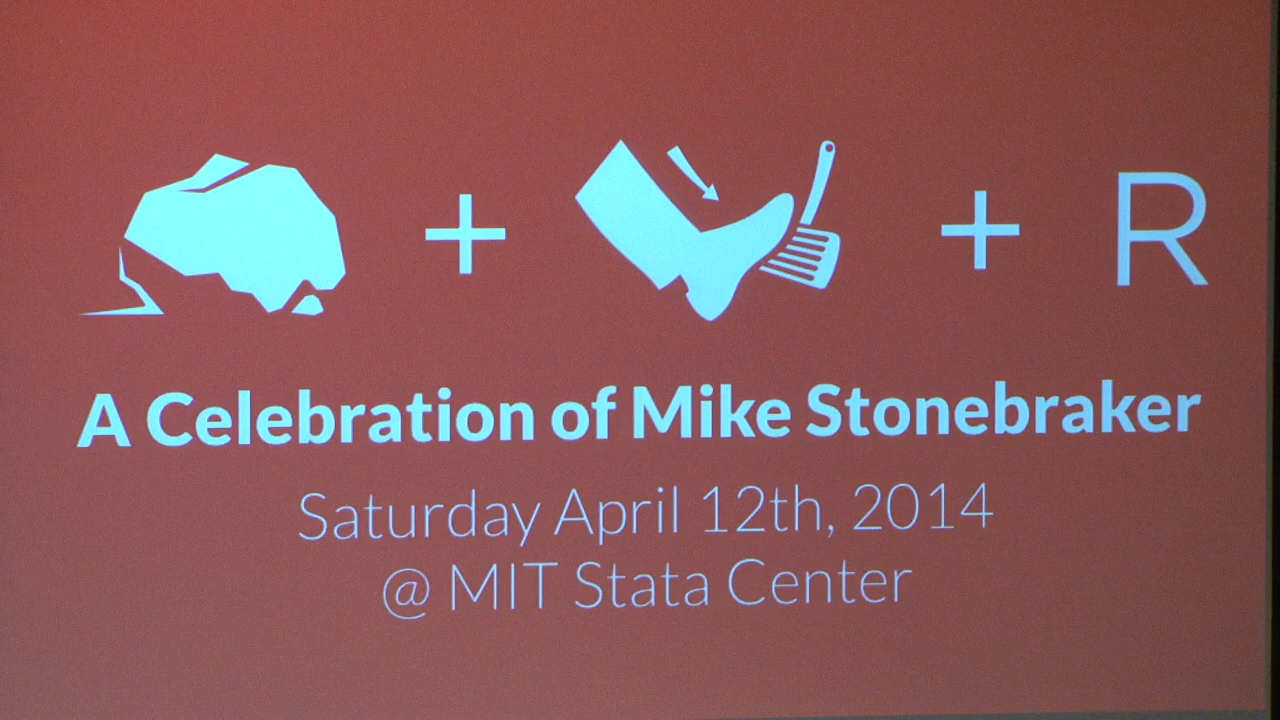 + + R
A Celebration of Mike Stonebraker
Saturday April 12th, 2014
@ MIT Stata Center